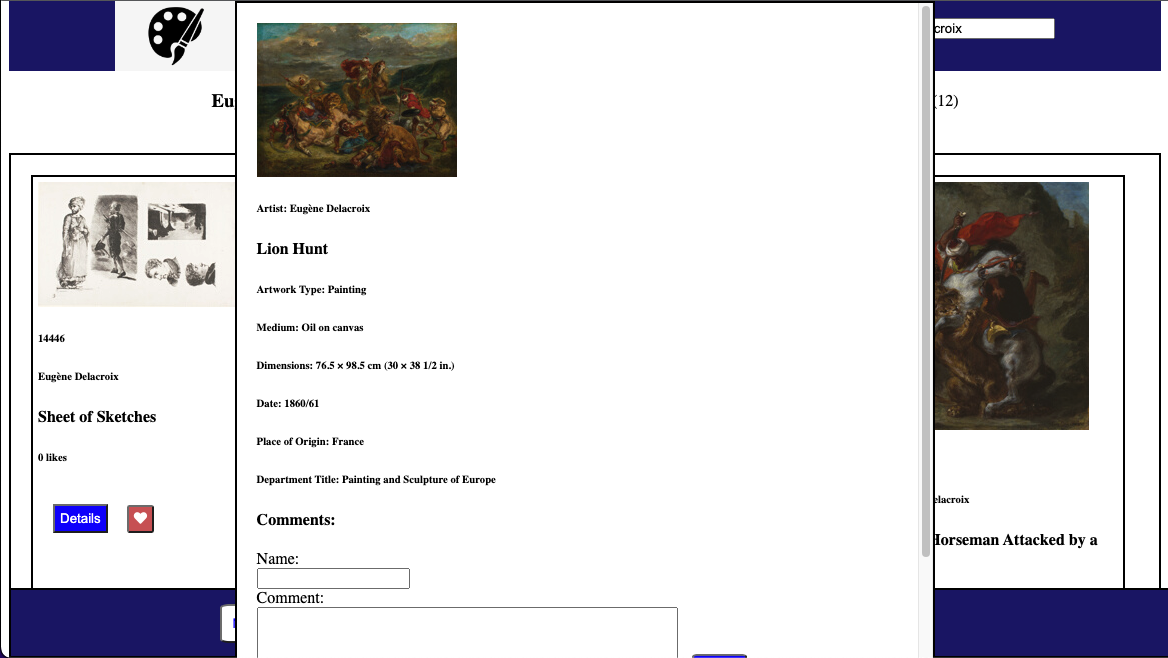 croix
Eu
(12)
Artist: Eugène Delacroix
Lion Hunt
Artwork Type: Painting
Medium: Oil on canvas
Dimensions: 76.5 × 98.5 cm (30 × 38 1/2 in.)
Date: 1860/61
Place of Origin: France
Department Title: Painting and Sculpture of Europe
Comments:
Name:
Comment:
14446
Eugène Delacroix
Sheet of Sketches
0 likes
Details
elacroix
Horseman Attacked by a